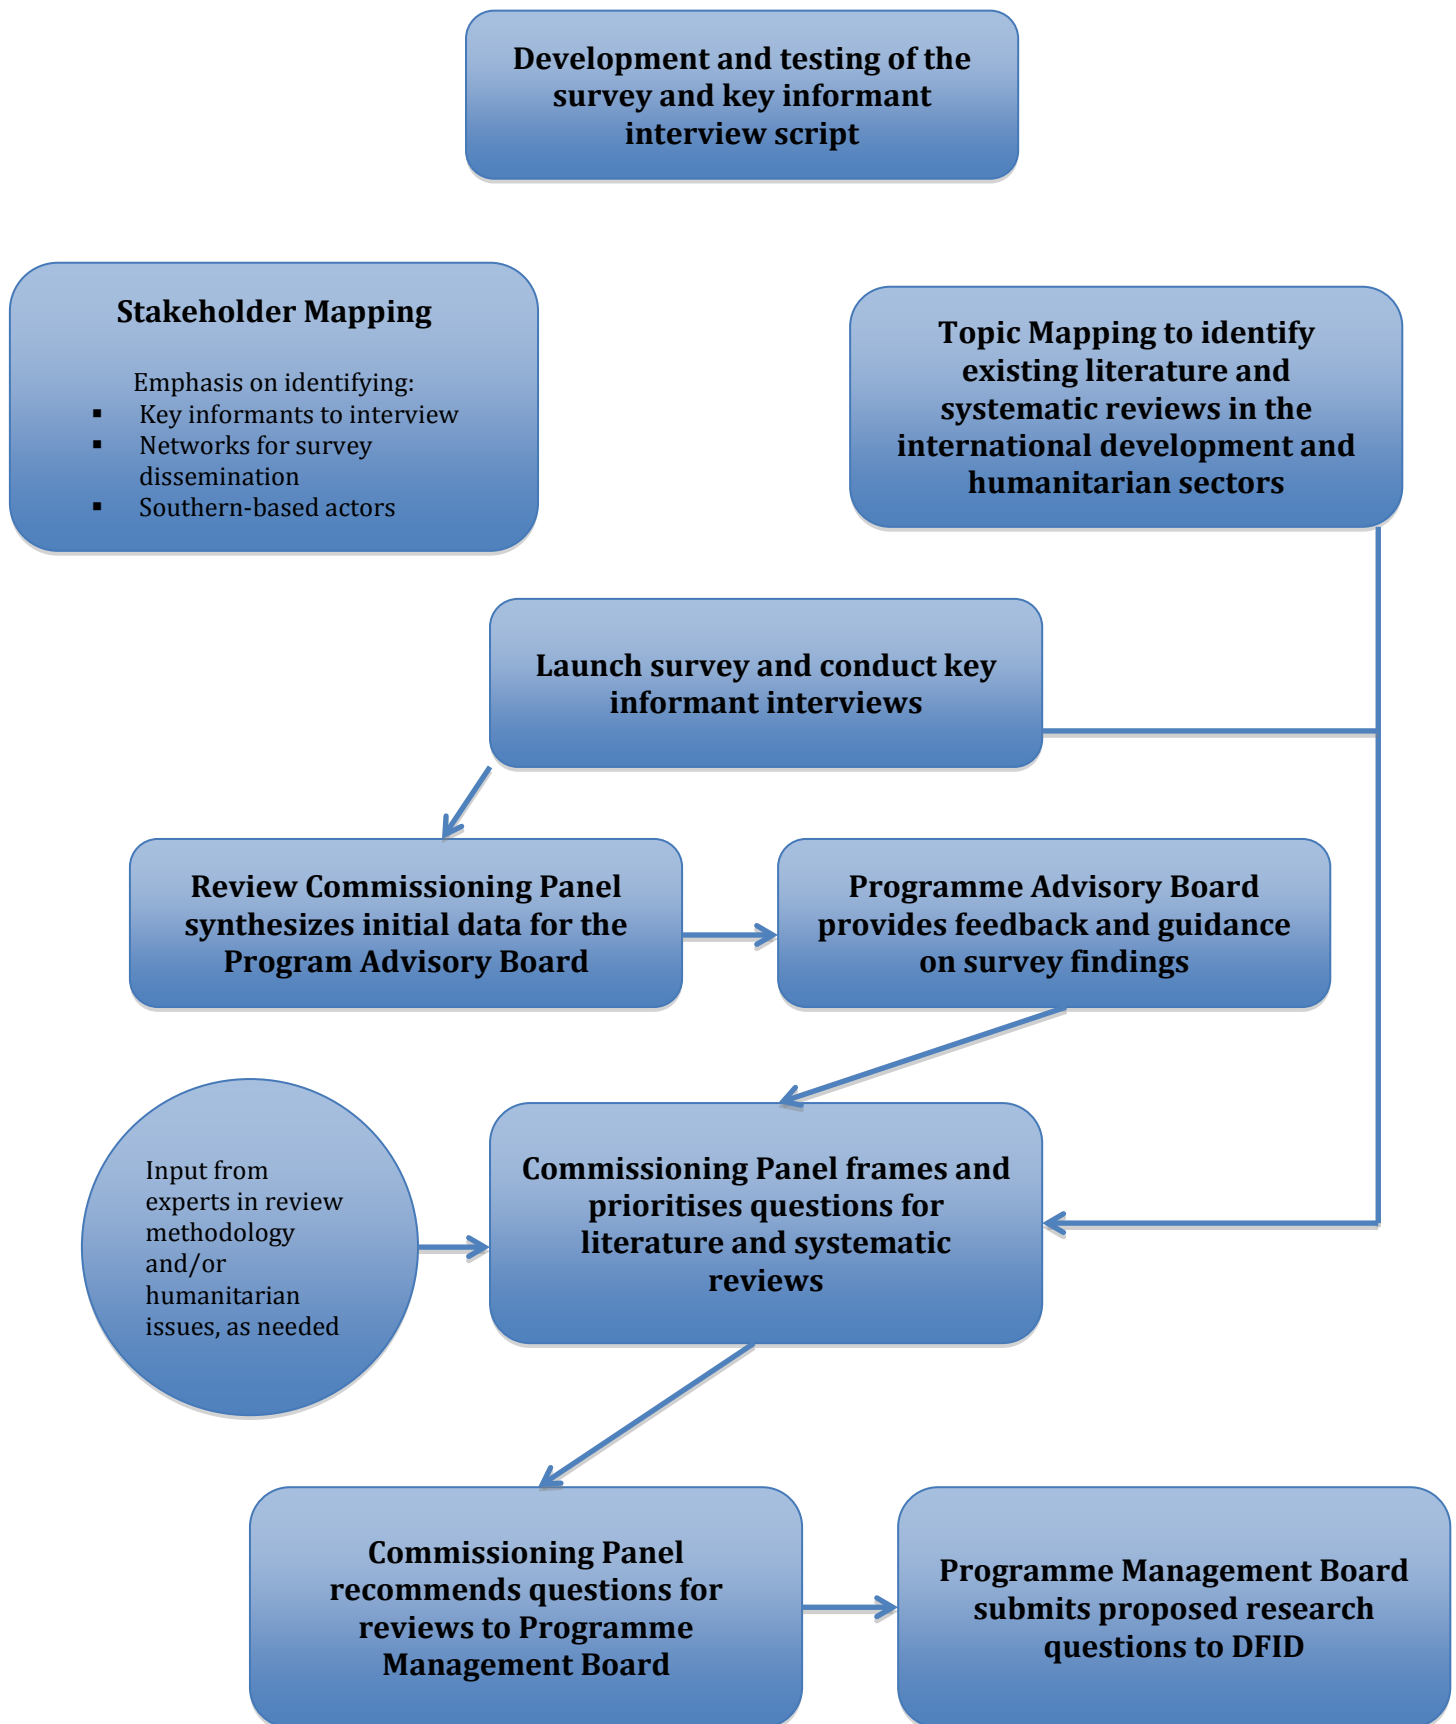 Development and testing of the
survey and key informant
interview script
Stakeholder Mapping
Emphasis on identifying:
▪ Key informants to interview
▪ Networks for survey
dissemination
▪ Southern-based actors
Topic Mapping to identify
existing literature and
systematic reviews in the
international development and
humanitarian sectors
Launch survey and conduct key
informant interviews
Review Commissioning Panel
synthesizes initial data for the
Program Advisory Board
Programme Advisory Board
provides feedback and guidance
on survey findings
Input from
experts in review
methodology
and/or
humanitarian
issues, as needed
Commissioning Panel frames and
prioritises questions for
literature and systematic
reviews
Commissioning Panel
recommends questions for
reviews to Programme
Management Board
Programme Management Board
submits proposed research
questions to DFID